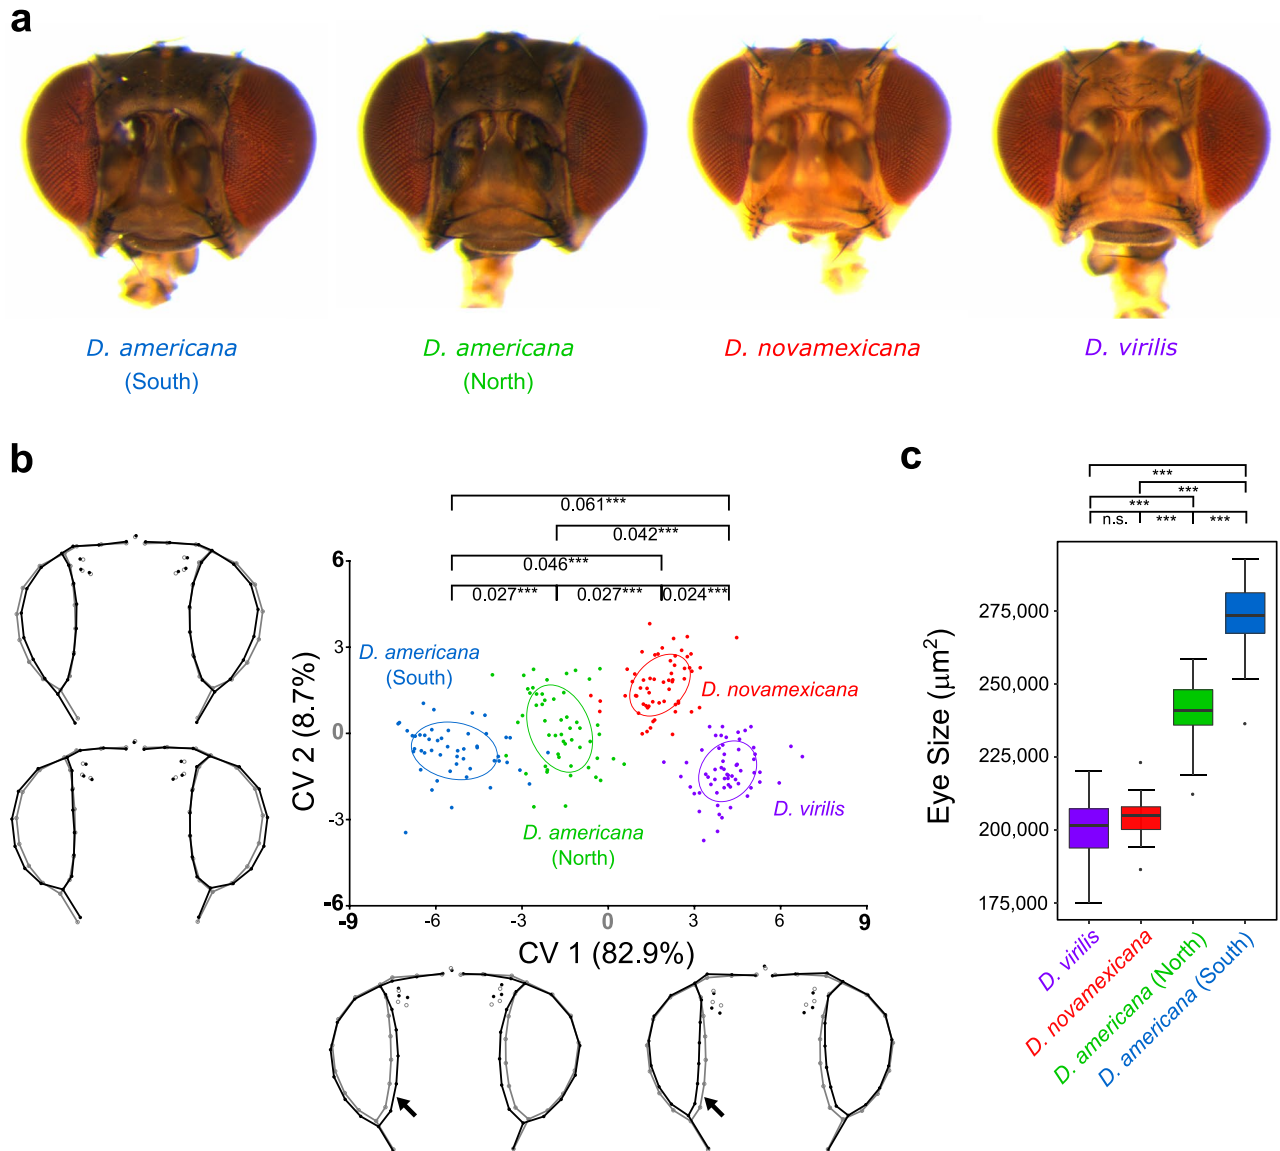 a
D. americana
(South)
D. americana
(North)
D. novamexicana
D. virilis
b
0.061***
0.042***
0.046***
0.027***
0.027***
0.024***
CV 2 (8.7%)
6
3
0
-3
-6
D. americana
(South)
D. americana
(North)
D. novamexicana
D. virilis
-9
-6
-3
0
3
6
9
CV 1 (82.9%)
c
***
***
***
n.s.
***
***
Eye Size (μm²)
275,000
250,000
225,000
200,000
175,000
D. virilis
D. novamexicana
D. americana (North)
D. americana (South)